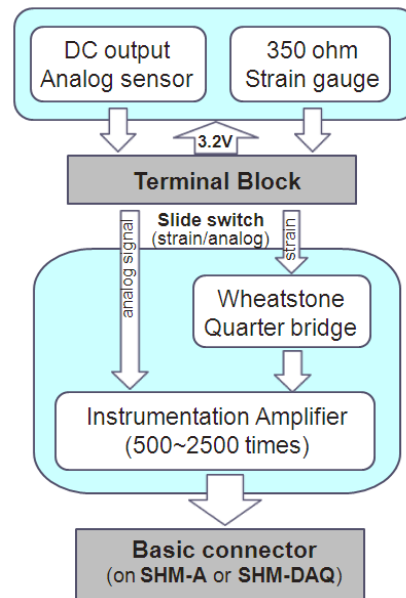 DC output
Analog sensor
350 ohm
Strain gauge
3.2V
Terminal Block
Slide switch
(strain/analog)
analog signal
strain
Wheatstone
Quarter bridge
Instrumentation Amplifier
(500~2500 times)
Basic connector
(on SHM-A or SHM-DAQ)